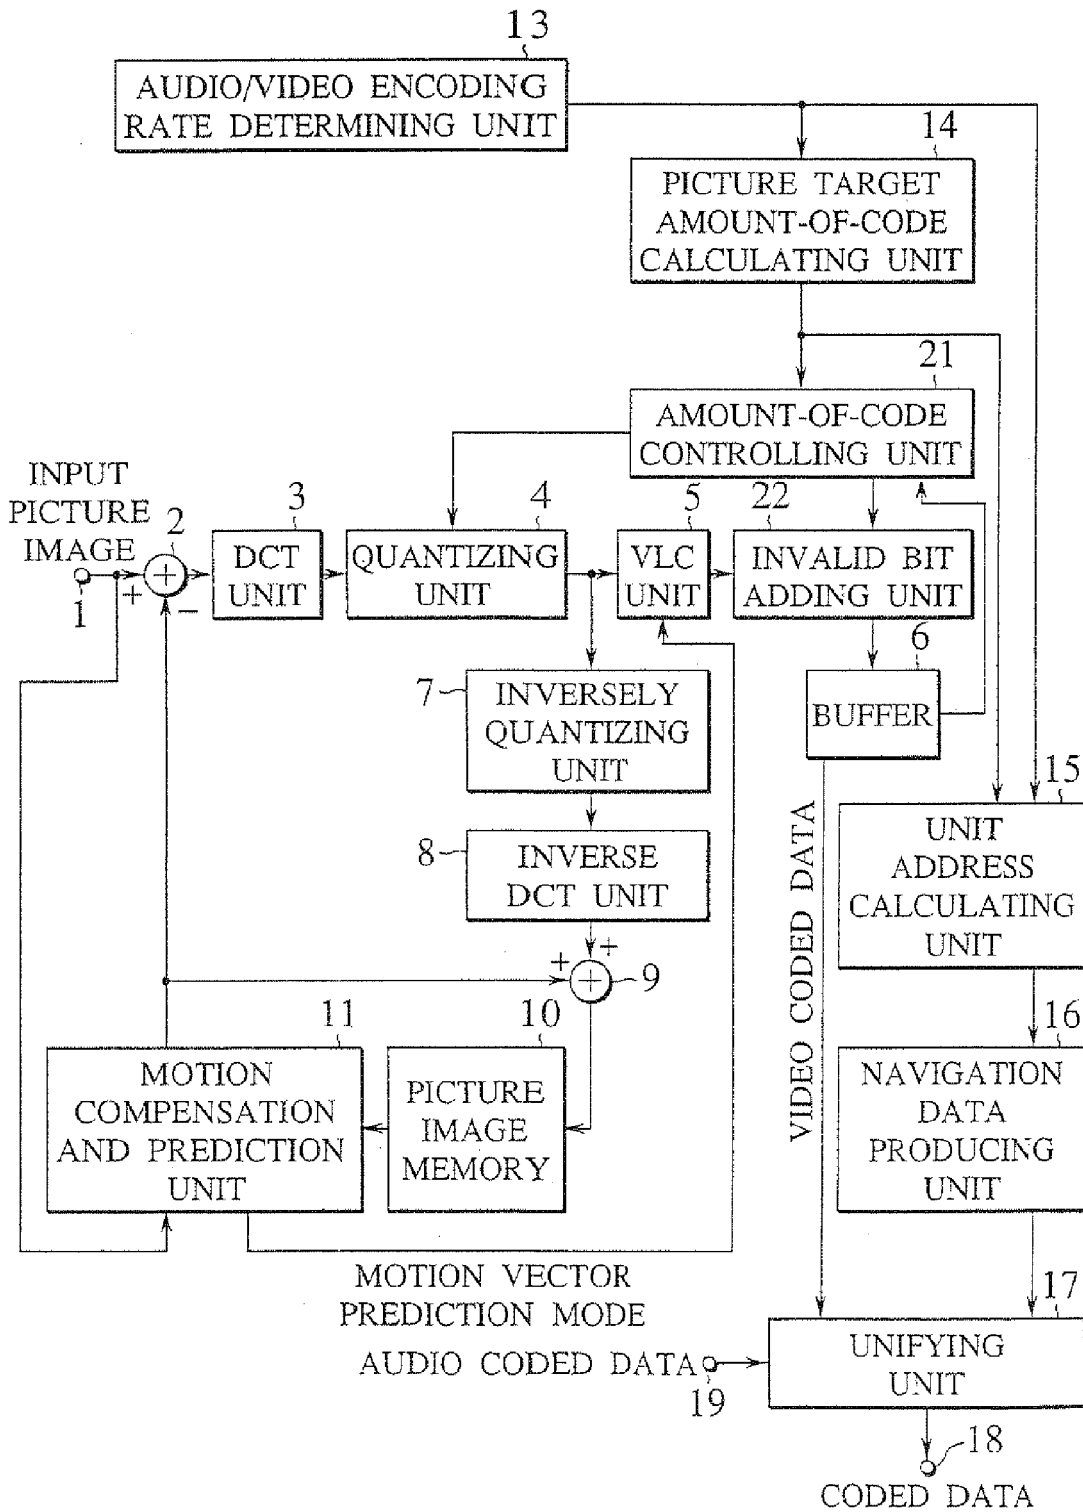 13
AUDIO/VIDEO ENCODING
RATE DETERMINING UNIT
14
PICTURE TARGET
AMOUNT-OF-CODE
CALCULATING UNIT
21
AMOUNT-OF-CODE
CONTROLLING UNIT
INPUT
PICTURE
IMAGE
1
+
2
+
−
3
DCT
UNIT
4
QUANTIZING
UNIT
5
VLC
UNIT
22
INVALID BIT
ADDING UNIT
6
BUFFER
7
INVERSELY
QUANTIZING
UNIT
8
INVERSE
DCT UNIT
+
+
+
9
VIDEO CODED DATA
15
UNIT
ADDRESS
CALCULATING
UNIT
11
MOTION
COMPENSATION
AND PREDICTION
UNIT
10
PICTURE
IMAGE
MEMORY
16
NAVIGATION
DATA
PRODUCING
UNIT
MOTION VECTOR
PREDICTION MODE
AUDIO CODED DATA
19
17
UNIFYING
UNIT
18
CODED DATA